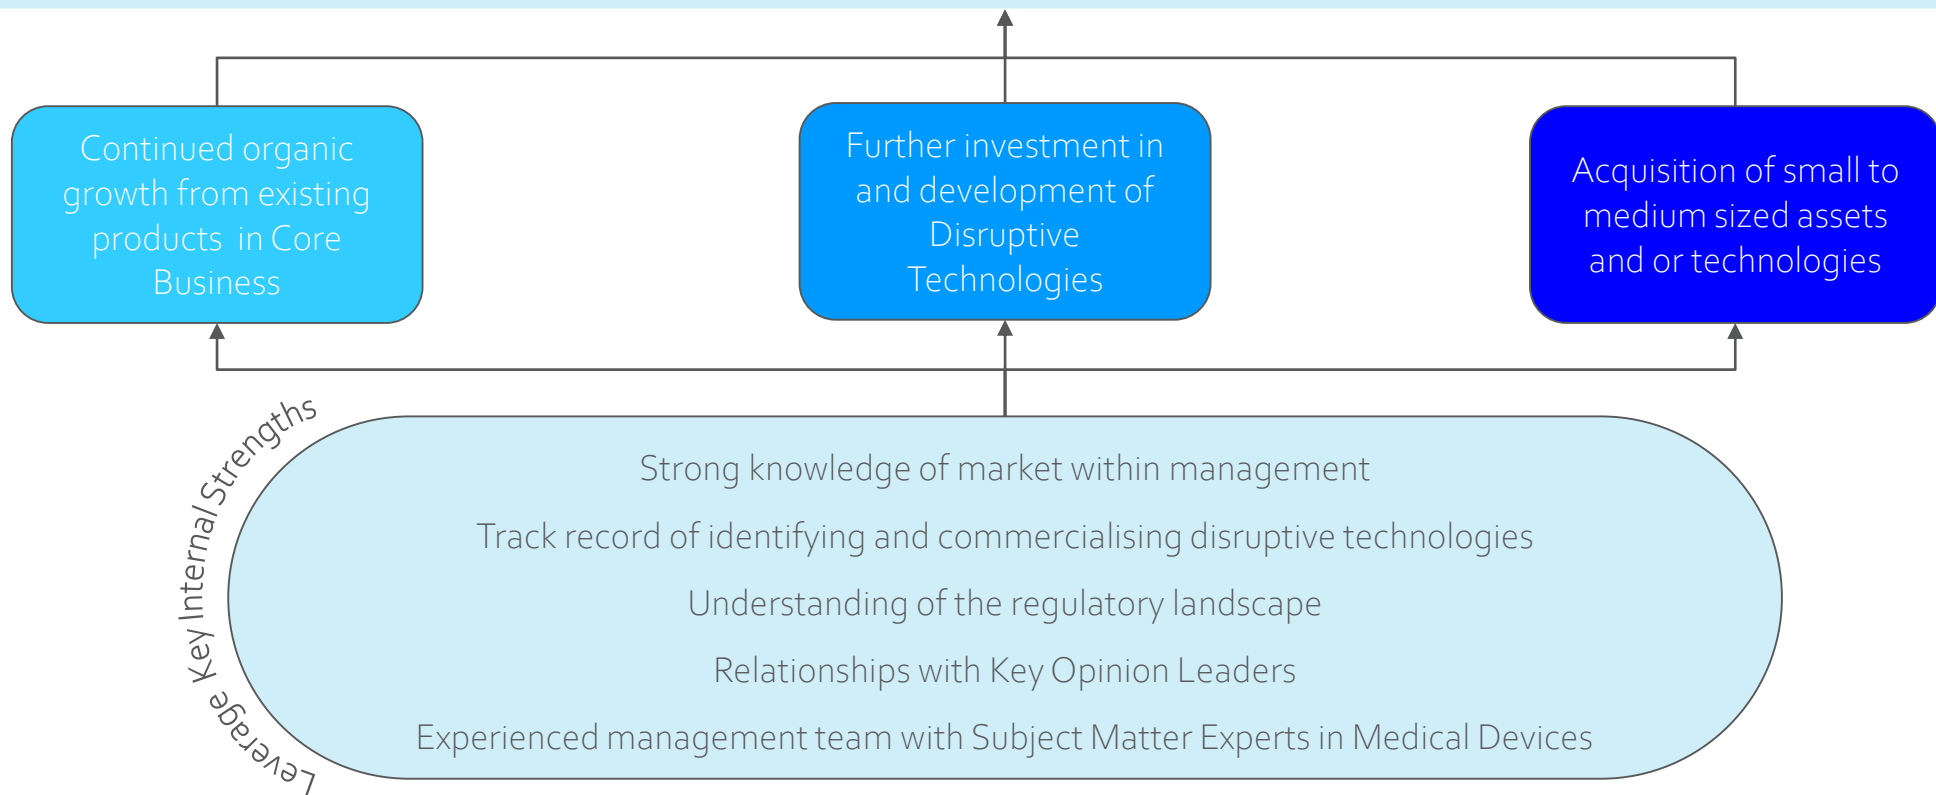 Continued organic
growth from existing
products in Core
Business
Further investment in
and development of
Disruptive
Technologies
Acquisition of small to
medium sized assets
and or technologies
Leverage Key Internal Strengths
Strong knowledge of market within management
Track record of identifying and commercialising disruptive technologies
Understanding of the regulatory landscape
Relationships with Key Opinion Leaders
Experienced management team with Subject Matter Experts in Medical Devices